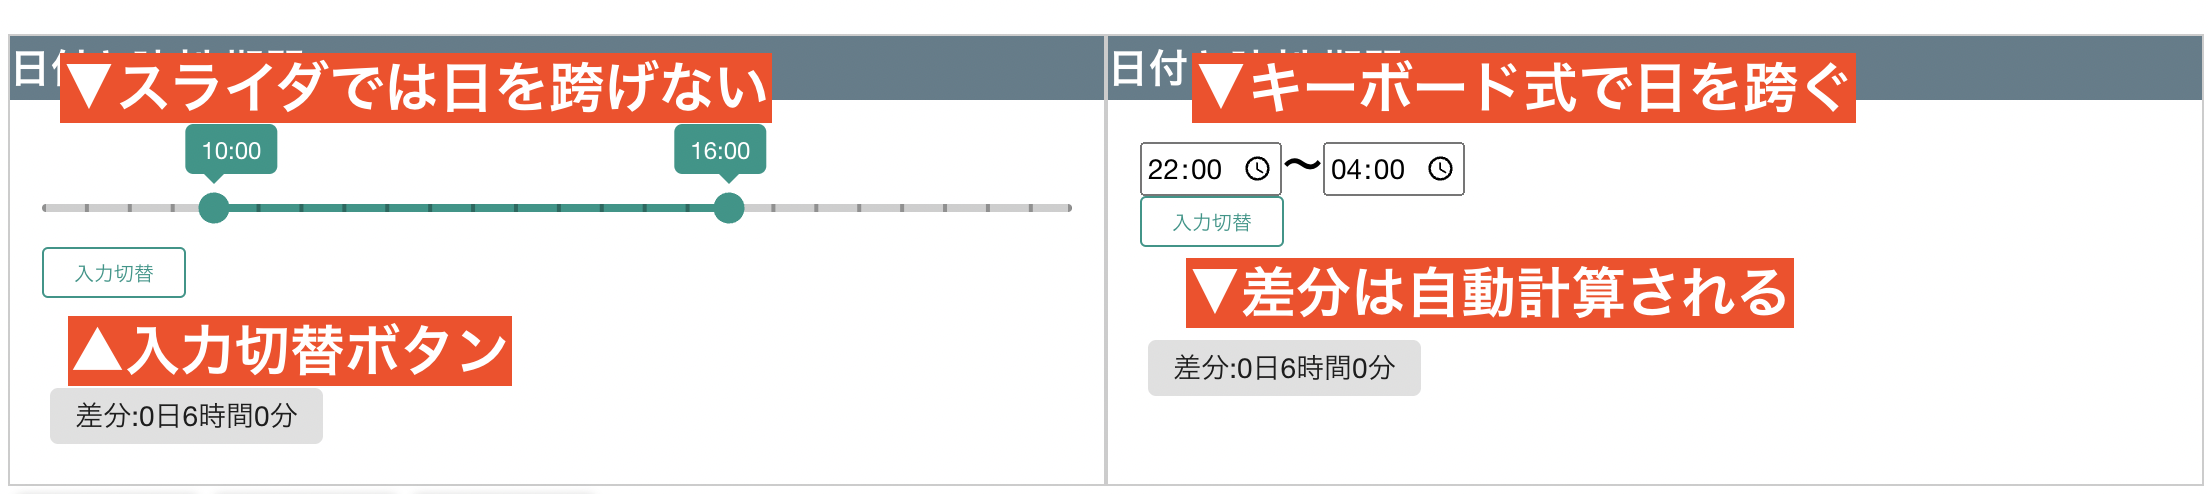 日付
▼スライダでは日を跨げない
10:00
16:00
入力切替
▲入力切替ボタン
差分:0日6時間0分
日付
▼キーボード式で日を跨ぐ
22:00 〜 04:00
入力切替
▼差分は自動計算される
差分:0日6時間0分